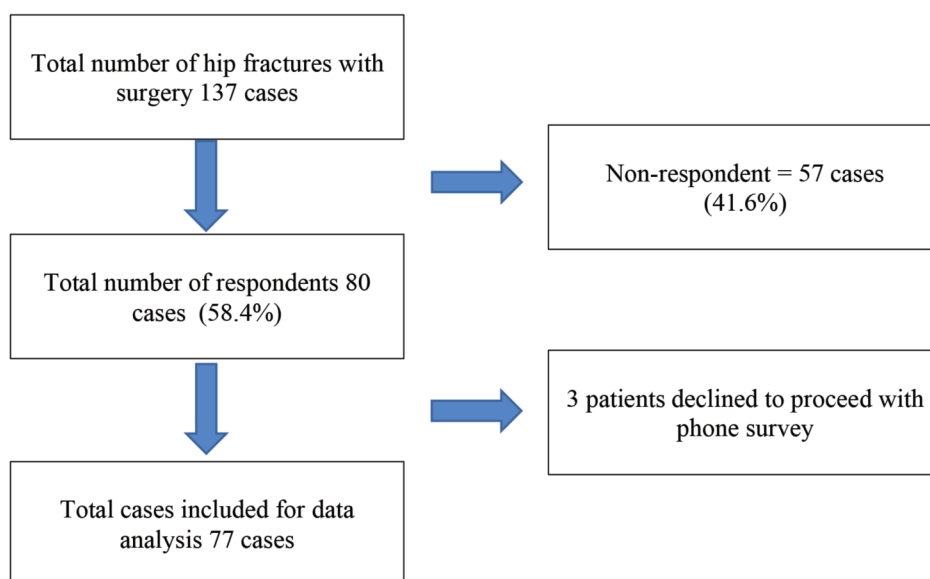 Total number of hip fractures with
surgery 137 cases
Non-respondent = 57 cases
(41.6%)
Total number of respondents 80
cases (58.4%)
3 patients declined to proceed with
phone survey
Total cases included for data
analysis 77 cases